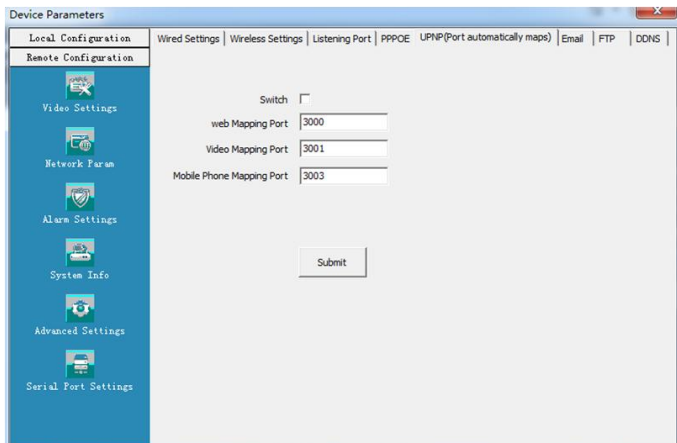 Device Parameters
Local Configuration
Remote Configuration
Video Settings
Network Param
Alarm Settings
System Info
Advanced Settings
Serial Port Settings
Wired Settings Wireless Settings Listening Port PPPOE UPNP(Port automatically maps) Email FTP DDNS
Switch
web Mapping Port 3000
Video Mapping Port 3001
Mobile Phone Mapping Port 3003
Submit